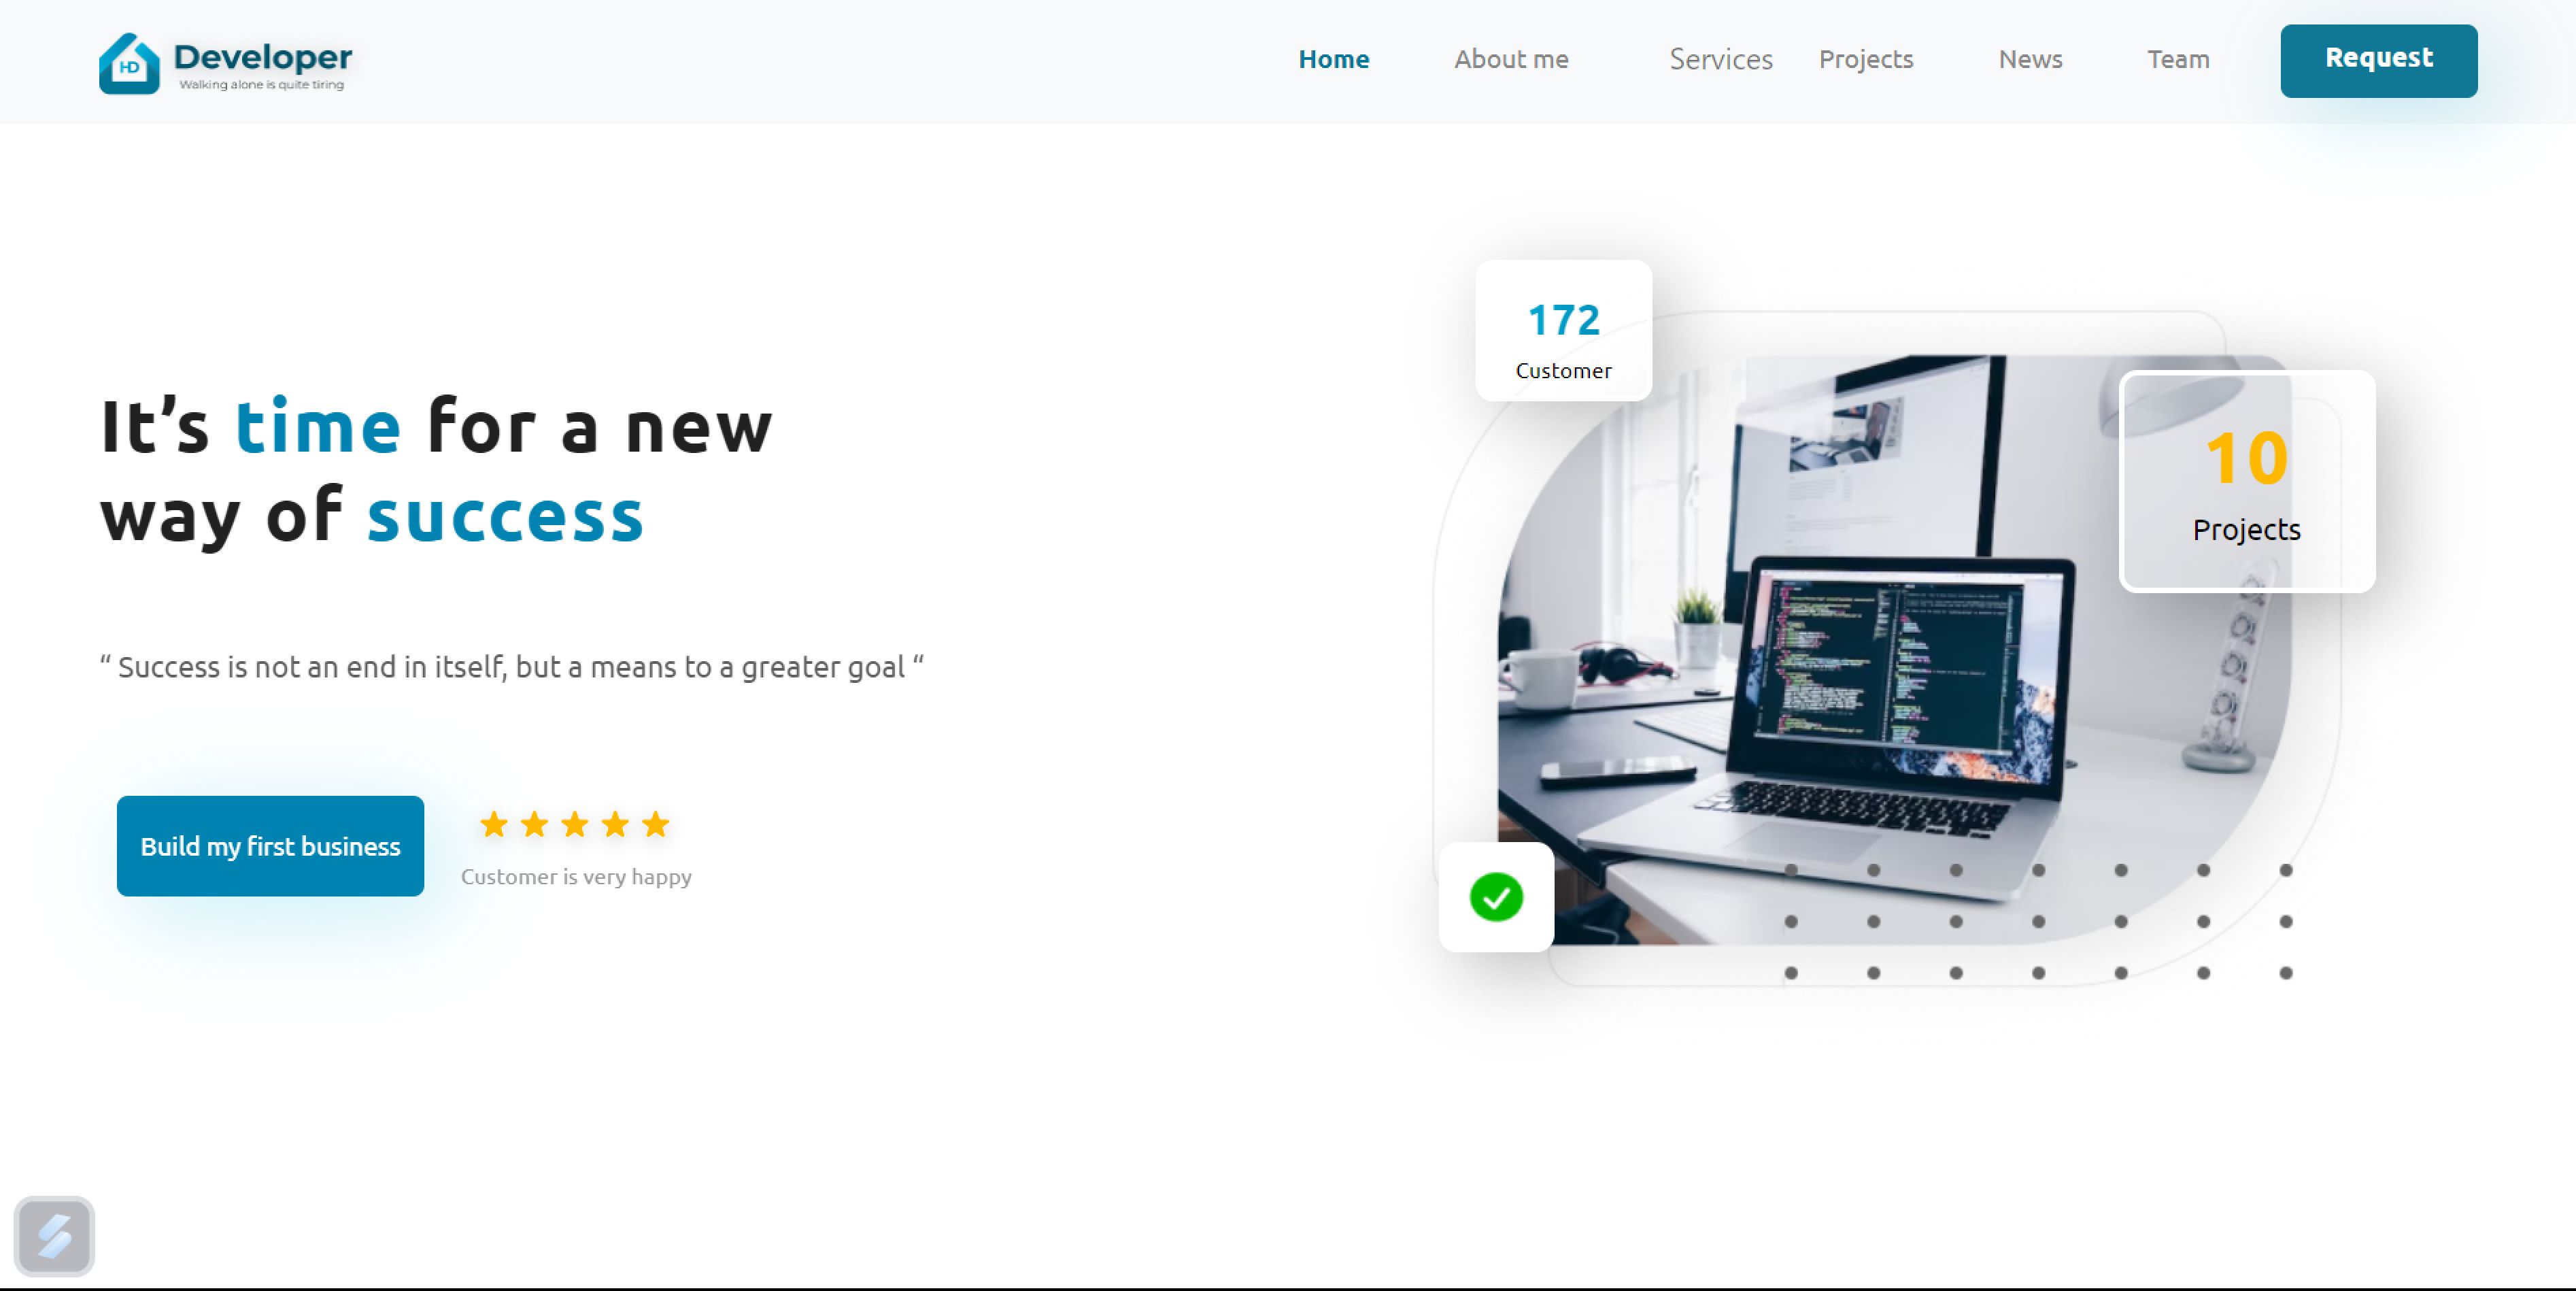 HD
Developer
Walking alone is quite tiring
Home About me Services Projects News Team Request
It’s time for a new
way of success
“ Success is not an end in itself, but a means to a greater goal “
Build my first business
Customer is very happy
172
Customer
10
Projects